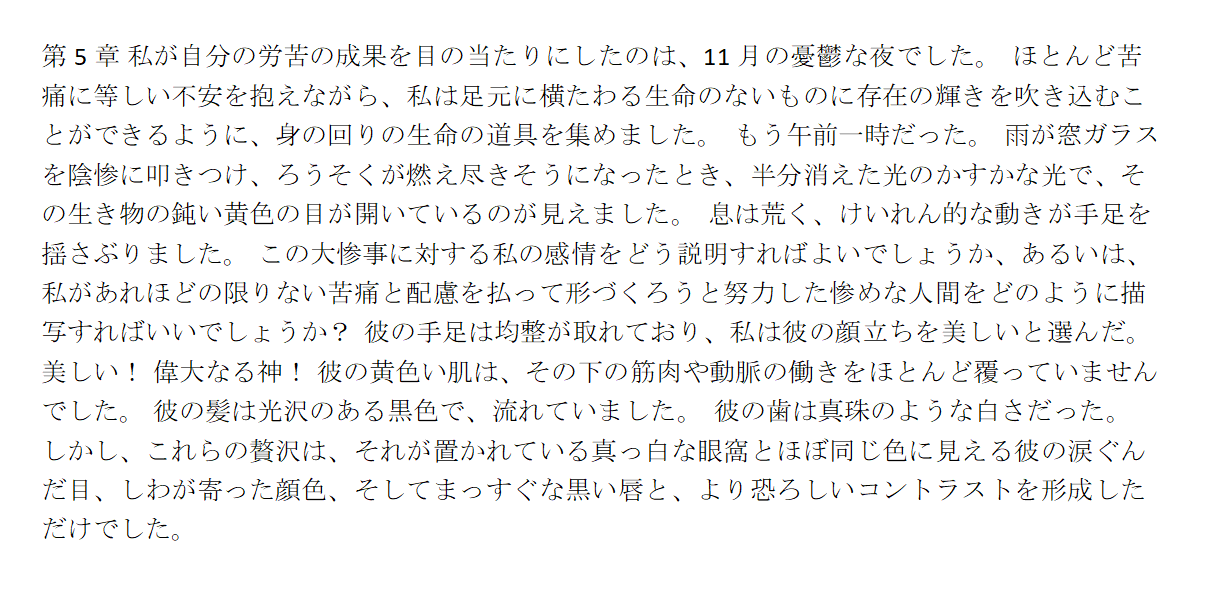 第 5 章 私が自分の労苦の成果を目の当たりにしたのは、11 月の憂鬱な夜でした。 ほとんど苦
痛に等しい不安を抱えながら、私は足元に横たわる生命のないものに存在の輝きを吹き込むこ
とができるように、身の回りの生命の道具を集めました。 もう午前一時だった。 雨が窓ガラス
を陰惨に叩きつけ、ろうそくが燃え尽きそうになったとき、半分消えた光のかすかな光で、そ
の生き物の鈍い黄色の目が開いているのが見えました。 息は荒く、けいれん的な動きが手足を
揺さぶりました。 この大惨事に対する私の感情をどう説明すればよいでしょうか、あるいは、
私があれほどの限りない苦痛と配慮を払って形づくろうと努力した惨めな人間をどのように描
写すればいいでしょうか？ 彼の手足は均整が取れており、私は彼の顔立ちを美しいと選んだ。
美しい！ 偉大なる神！ 彼の黄色い肌は、その下の筋肉や動脈の働きをほとんど覆っていません
でした。 彼の髪は光沢のある黒色で、流れていました。 彼の歯は真珠のような白さだった。
しかし、これらの贅沢は、それが置かれている真っ白な眼窩とほぼ同じ色に見える彼の涙ぐん
だ目、しわが寄った顔色、そしてまっすぐな黒い唇と、より恐ろしいコントラストを形成した
だけでした。